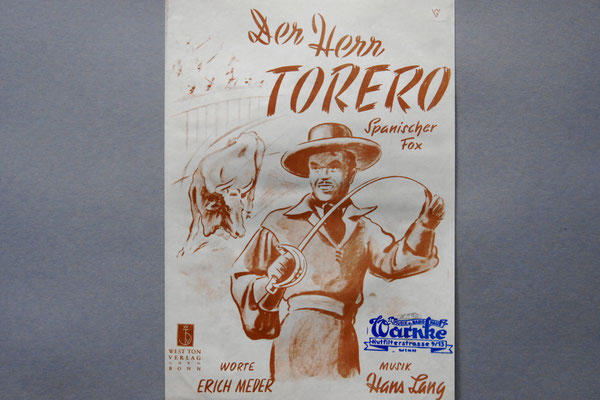 Der Herr
TORERO
Spanischer
Fox
WEST TON
VERLAG
BONN
WORTE
ERICH MEDER
Warnke
MUSIK
Hans Lang